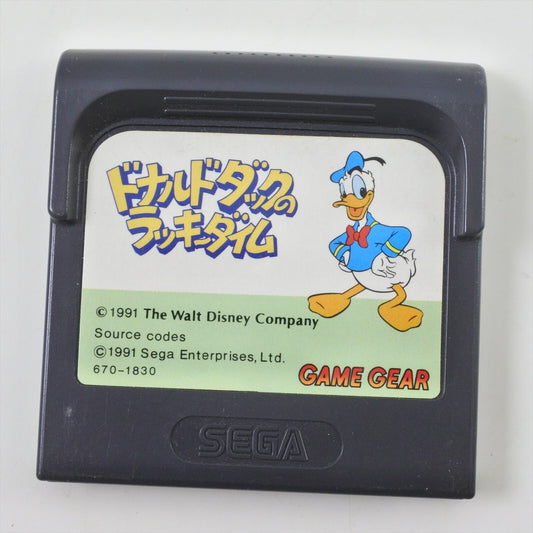 ドナルドダックの
ラッキーダイム
©1991 The Walt Disney Company
Source codes
©1991 Sega Enterprises, Ltd.
670-1830
GAME GEAR
SEGA